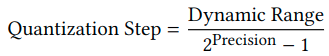 Quantization Step = Dynamic Range / 2^Precision − 1